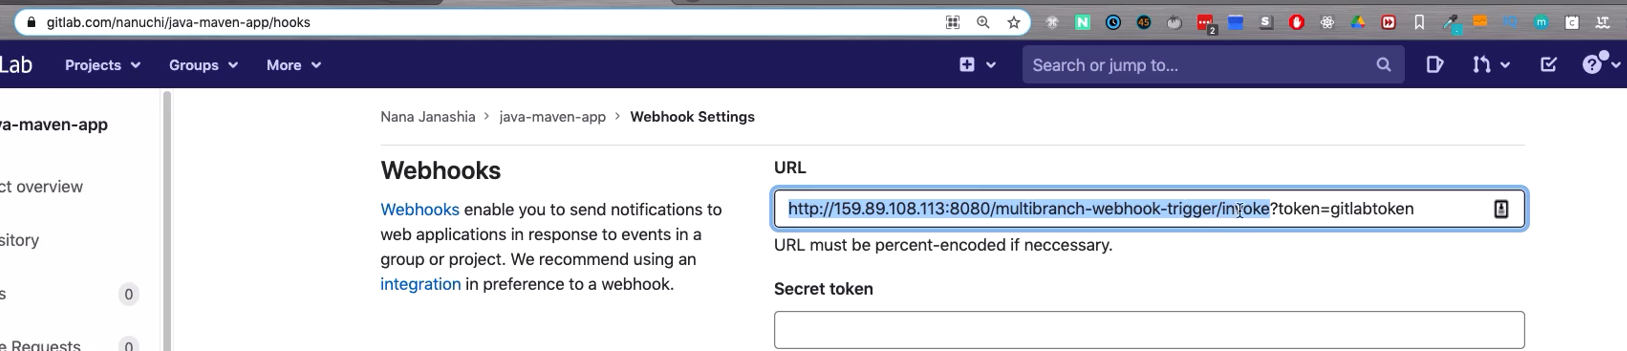 gitlab.com/nanuchi/java-maven-app/hooks
45
2
Lab Projects Groups More Search or jump to...
va-maven-app
Nana Janashia > java-maven-app > Webhook Settings
ct overview
sitory
s 0
e Requests 0
Webhooks
Webhooks enable you to send notifications to
web applications in response to events in a
group or project. We recommend using an
integration in preference to a webhook.
URL
http://159.89.108.113:8080/multibranch-webhook-trigger/invoke?token=gitlabtoken
URL must be percent-encoded if neccessary.
Secret token